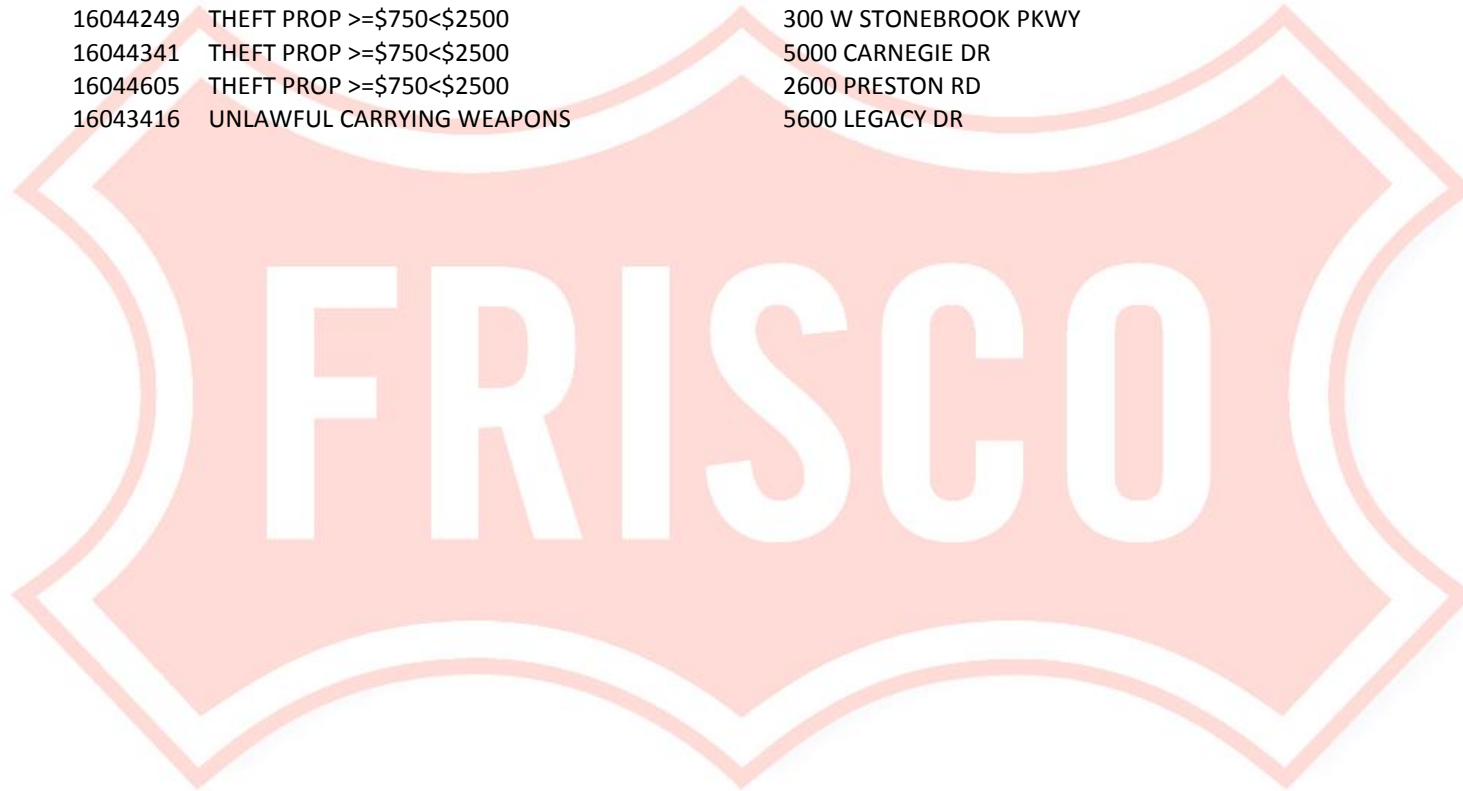 16044249 THEFT PROP >=$750<$2500 300 W STONEBROOK PKWY
16044341 THEFT PROP >=$750<$2500 5000 CARNEGIE DR
16044605 THEFT PROP >=$750<$2500 2600 PRESTON RD
16043416 UNLAWFUL CARRYING WEAPONS 5600 LEGACY DR
FRISCO